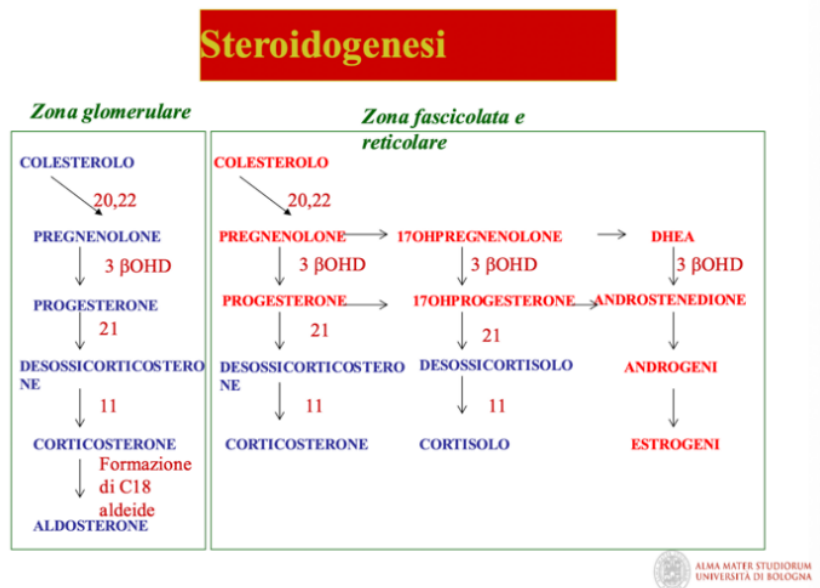 Steroidogenesi
Zona glomerulare
Zona fascicolata e
reticolare
COLESTEROLO
20,22
PREGNENOLONE
3 βOHD
PROGESTERONE
21
DESOSSICORTICOSTERO
NE
11
CORTICOSTERONE
Formazione
di C18
aldeide
ALDOSTERONE
COLESTEROLO
20,22
PREGNENOLONE 17OHPREGNENOLONE DHEA
3 βOHD 3 βOHD 3 βOHD
PROGESTERONE 17OHPROGESTERONE ANDROSTENEDIONE
21 21
DESOSSICORTICOSTERO DESOSSICORTISOLO ANDROGENI
NE
11 11
CORTICOSTERONE CORTISOLO ESTROGENI
ALMA MATER STUDIORUM
UNIVERSITÀ DI BOLOGNA